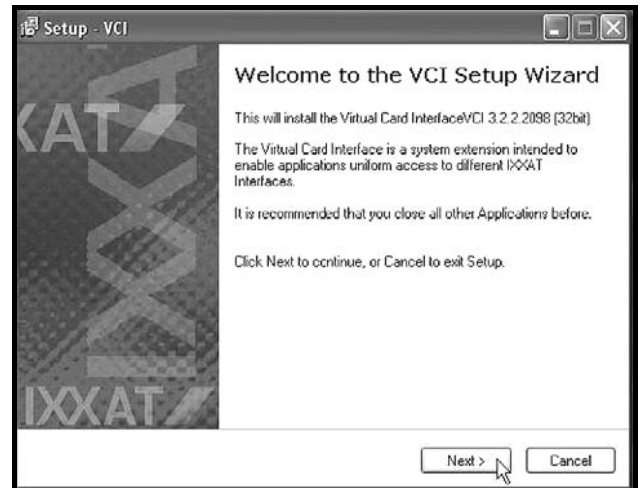 Setup - VCI
Welcome to the VCI Setup Wizard
This will install the Virtual Card InterfaceVCI 3.2.2.2098 (32bit)
The Virtual Card Interface is a system extension intended to
enable applications uniform access to different IXXAT
Interfaces.
It is recommended that you close all other Applications before.
Click Next to continue, or Cancel to exit Setup.
XAT
IXXA
IXXAT
Next >
Cancel